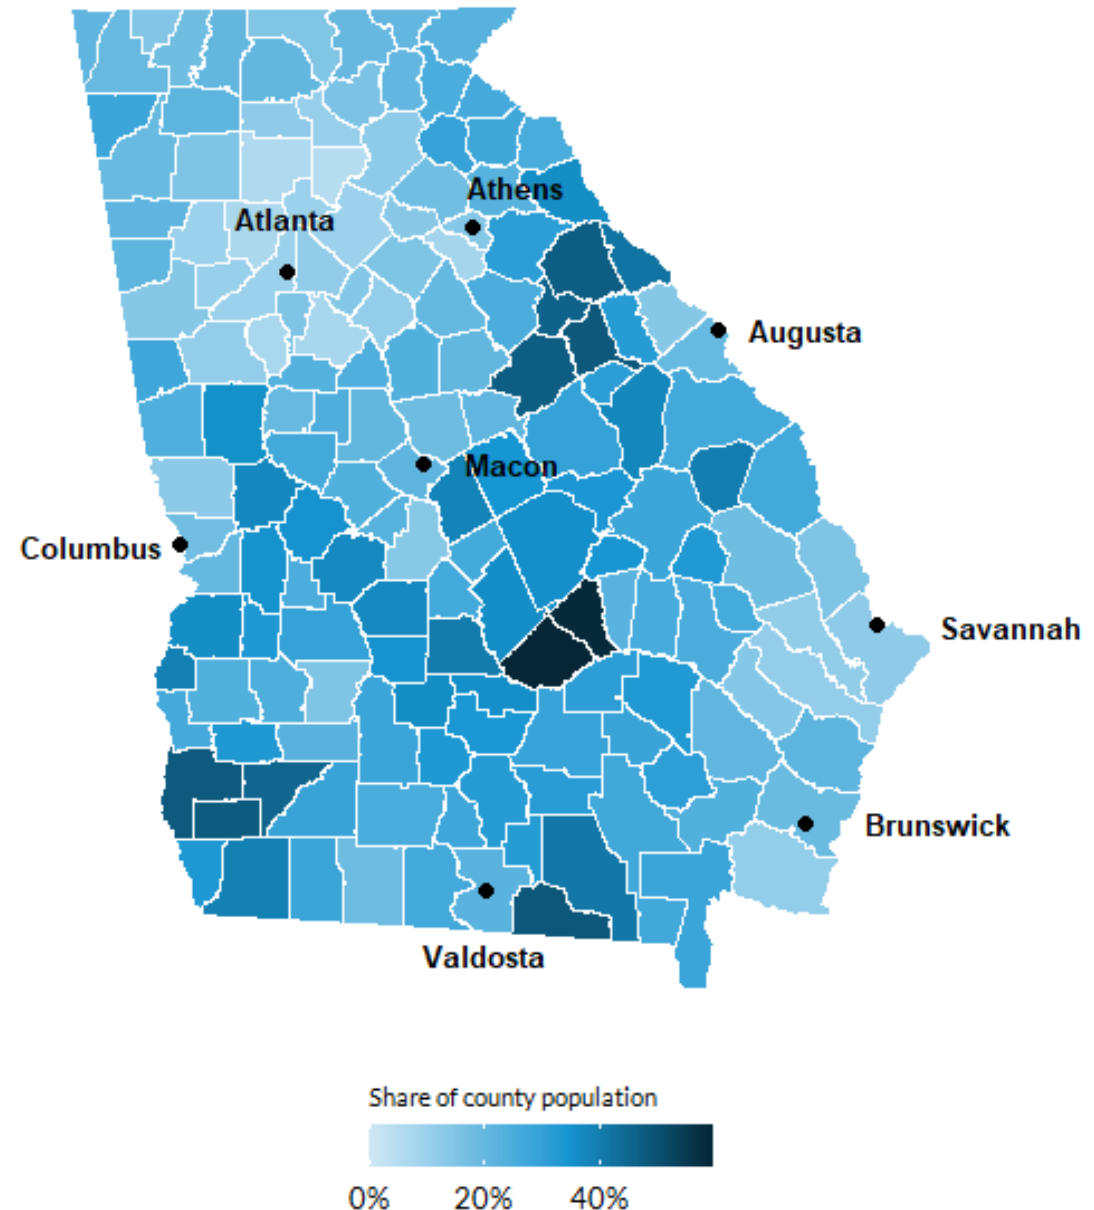 Athens
Atlanta
Augusta
Macon
Columbus
Savannah
Brunswick
Valdosta
Share of county population
0% 20% 40%